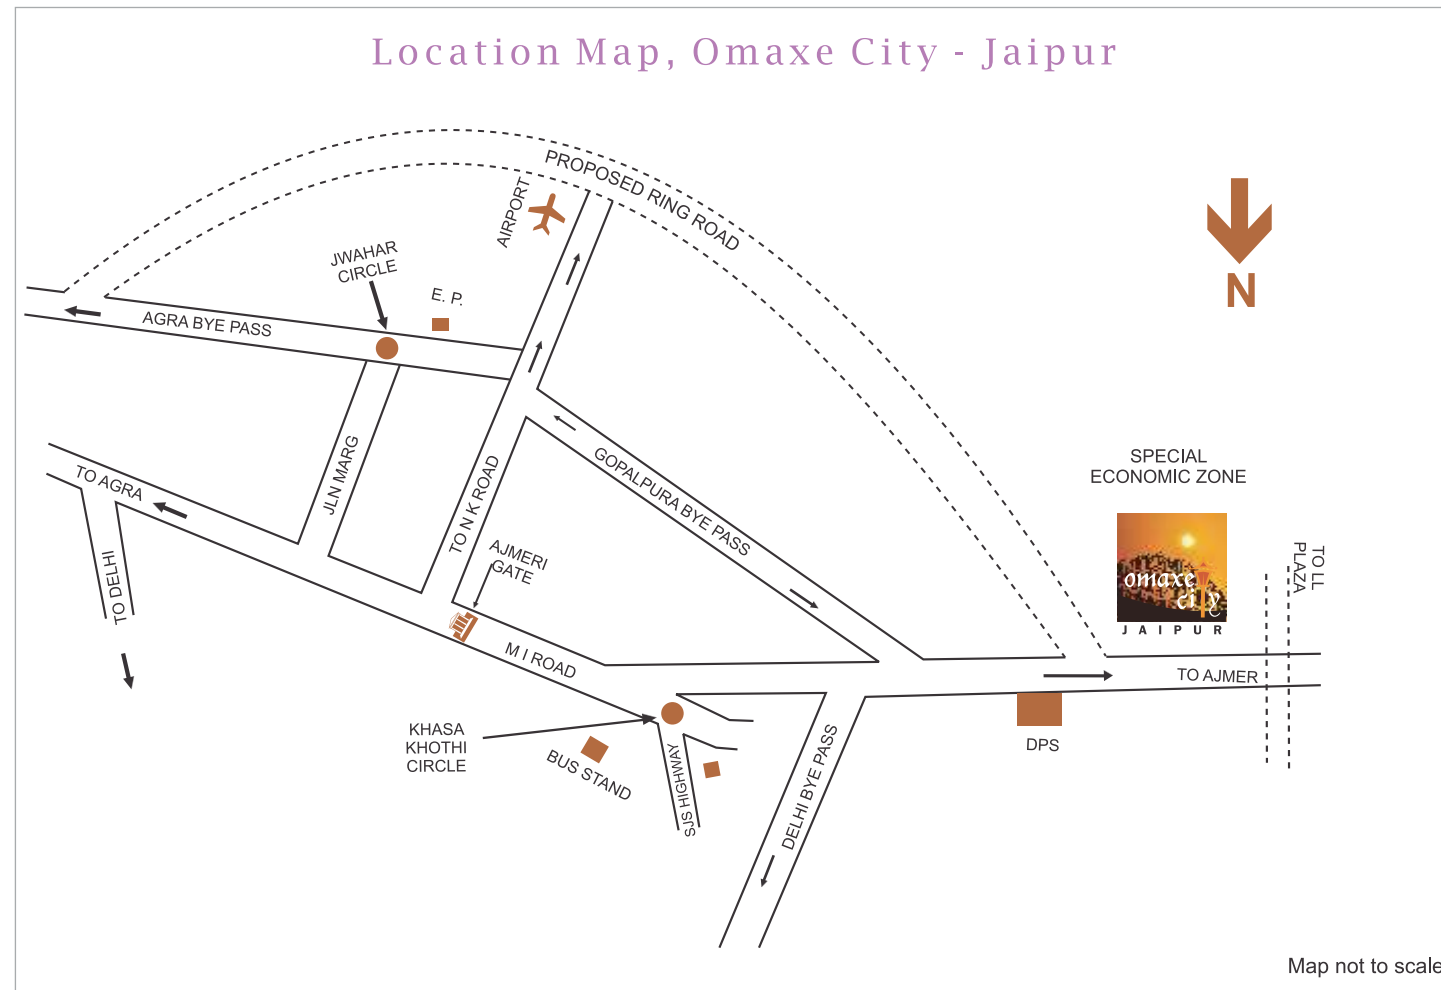 Location Map, Omaxe City - Jaipur
PROPOSED RING ROAD
AIRPORT
N
JWAHAR
CIRCLE
E. P.
AGRA BYE PASS
JLN MARG
TO N K ROAD
GOPALPURA BYE PASS
SPECIAL
ECONOMIC ZONE
omaxe
city
JAIPUR
TO LL
PLAZA
TO AGRA
TO DELHI
AJMERI
GATE
M I ROAD
TO AJMER
KHASA
KHOTHI
CIRCLE
BUS STAND
SJS HIGHWAY
DELHI BYE PASS
DPS
Map not to scale